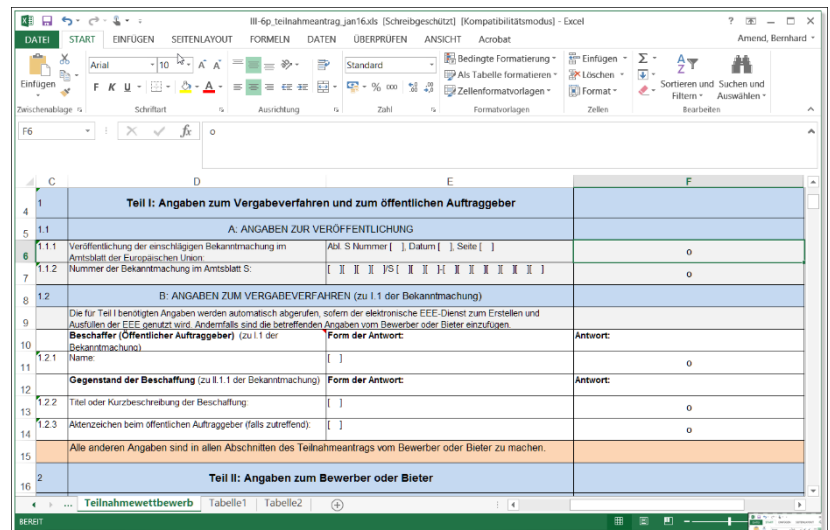 III-6p_teilnahmeantrag_jan16.xls [Schreibgeschützt] [Kompatibilitätsmodus] - Excel
DATEI START EINFÜGEN SEITENLAYOUT FORMELN DATEN ÜBERPRÜFEN ANSICHT Acrobat Amend, Bernhard
Arial 10 Standard Bedingte Formatierung Einfügen
Als Tabelle formatieren Löschen
Einfügen F K U Zellenformatvorlagen Format Sortieren und Filtern Suchen und Auswählen
Zwischenablage Schriftart Ausrichtung Zahl Formatvorlagen Zellen Bearbeiten
F6 fx o
C D E F
4 1 Teil I: Angaben zum Vergabeverfahren und zum öffentlichen Auftraggeber
5 1.1 A: ANGABEN ZUR VERÖFFENTLICHUNG
6 1.1.1 Veröffentlichung der einschlägigen Bekanntmachung im Amtsblatt der Europäischen Union: Abl. S Nummer [ ], Datum [ ], Seite [ ] o
7 1.1.2 Nummer der Bekanntmachung im Amtsblatt S: [ ][ ][ ][ ]/S [ ][ ][ ]-[ ][ ][ ][ ][ ][ ][ ] o
8 1.2 B: ANGABEN ZUM VERGABEVERFAHREN (zu I.1 der Bekanntmachung)
9 Die für Teil I benötigten Angaben werden automatisch abgerufen, sofern der elektronische EEE-Dienst zum Erstellen und
Ausfüllen der EEE genutzt wird. Andernfalls sind die betreffenden Angaben vom Bewerber oder Bieter einzufügen.
10 Beschaffer (Öffentlicher Auftraggeber) (zu I.1 der Bekanntmachung) Form der Antwort: Antwort:
11 1.2.1 Name: [ ] o
12 Gegenstand der Beschaffung (zu II.1.1 der Bekanntmachung) Form der Antwort: Antwort:
13 1.2.2 Titel oder Kurzbeschreibung der Beschaffung: [ ] o
14 1.2.3 Aktenzeichen beim öffentlichen Auftraggeber (falls zutreffend): [ ] o
15 Alle anderen Angaben sind in allen Abschnitten des Teilnahmeantrags vom Bewerber oder Bieter zu machen.
16 2 Teil II: Angaben zum Bewerber oder Bieter
... Teilnahmewettbewerb Tabelle1 Tabelle2
BEREIT